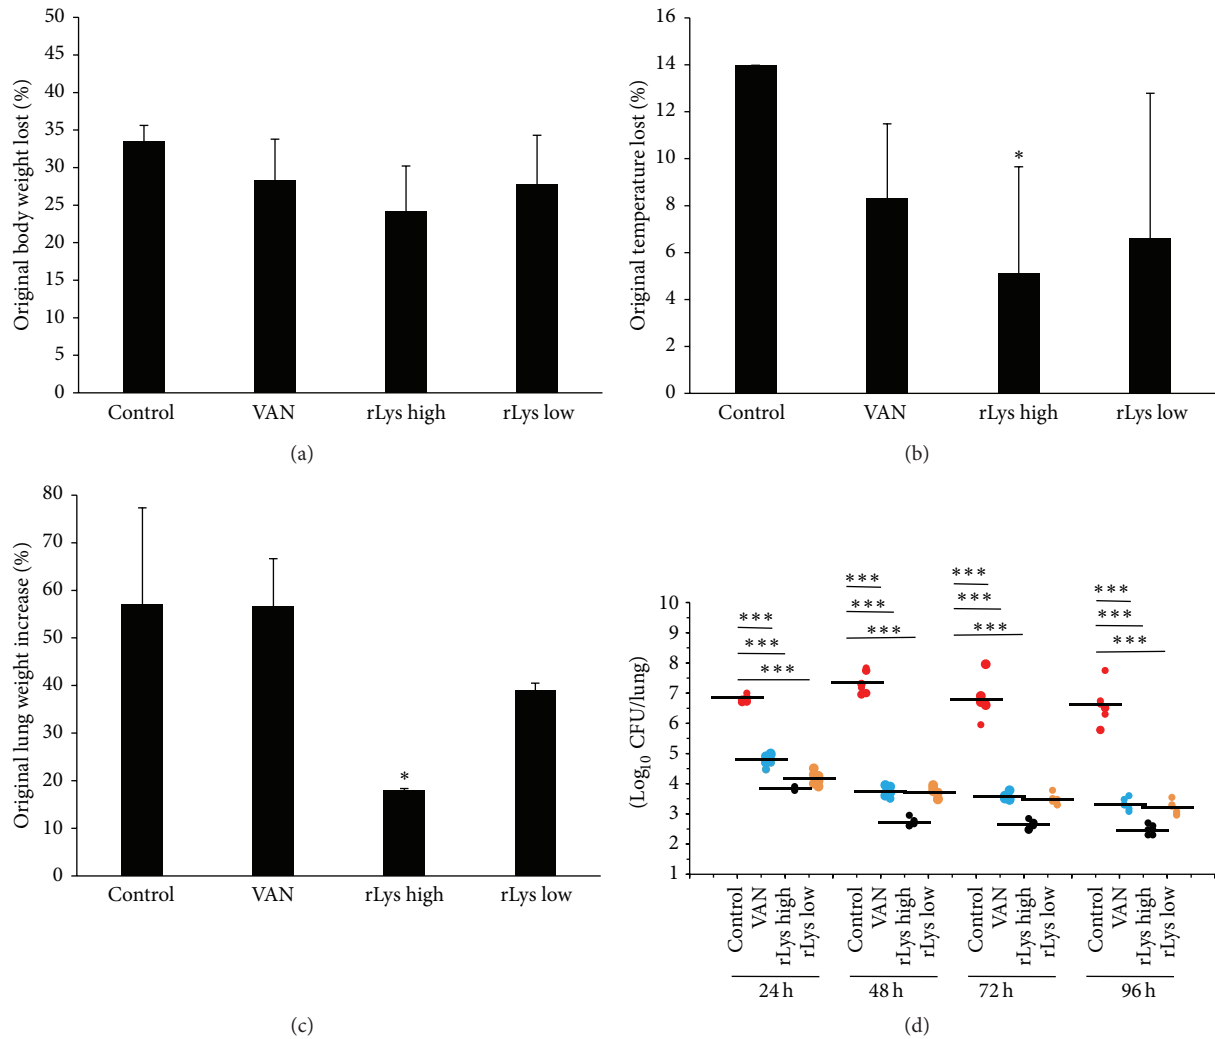 50
45
40
35
30
25
20
15
10
5
0
Original body weight lost (%)
Control VAN rLys high rLys low
(a)
16
14
12
10
8
6
4
2
0
Original temperature lost (%)
*
Control VAN rLys high rLys low
(b)
80
70
60
50
40
30
20
10
0
Original lung weight increase (%)
*
Control VAN rLys high rLys low
(c)
10
9
8
7
6
5
4
3
2
1
(Log10 CFU/lung)
***
***
***
***
***
***
***
***
***
***
***
***
Control
VAN
rLys high
rLys low
Control
VAN
rLys high
rLys low
Control
VAN
rLys high
rLys low
Control
VAN
rLys high
rLys low
24 h 48 h 72 h 96 h
(d)